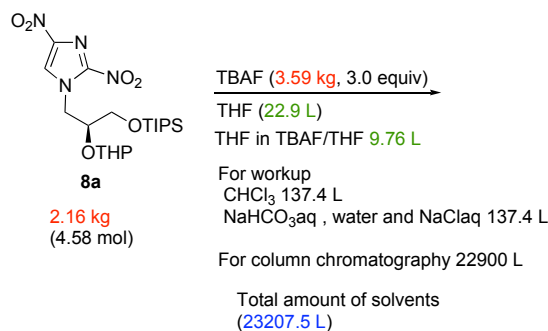 O₂N
N
NO₂
N
OTIPS
OTHP
8a
2.16 kg
(4.58 mol)
TBAF (3.59 kg, 3.0 equiv)
THF (22.9 L)
THF in TBAF/THF 9.76 L
For workup
CHCl₃ 137.4 L
NaHCO₃aq , water and NaClaq 137.4 L
For column chromatography 22900 L
Total amount of solvents
(23207.5 L)